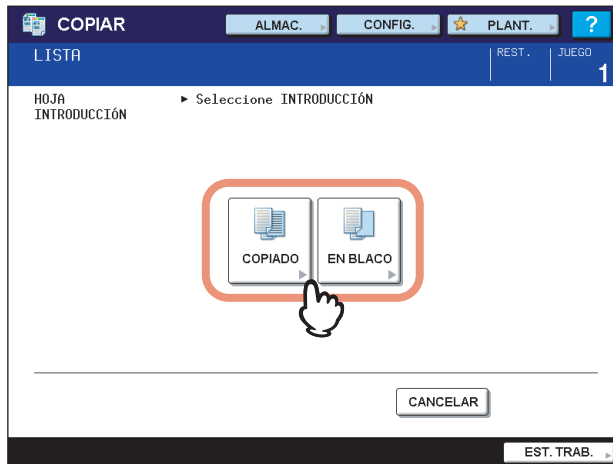 COPIAR
ALMAC.
CONFIG.
PLANT.
?
LISTA
REST.
JUEGO
1
HOJA
INTRODUCCIÓN
► Seleccione INTRODUCCIÓN
COPIADO
EN BLACO
CANCELAR
EST. TRAB.